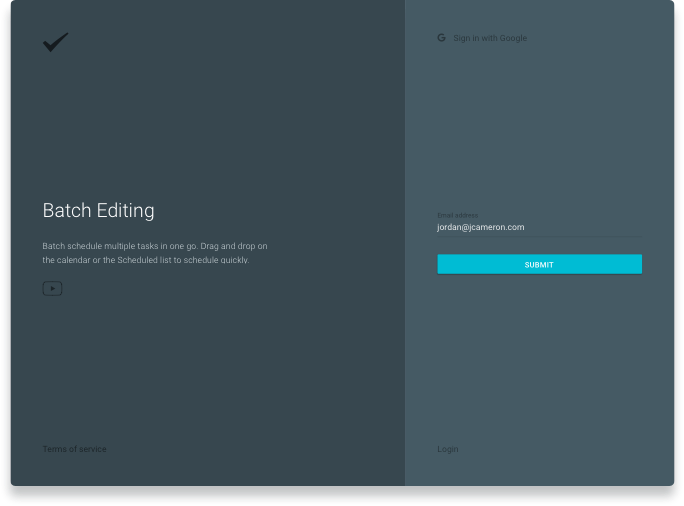 Sign in with Google
Batch Editing
Batch schedule multiple tasks in one go. Drag and drop on
the calendar or the Scheduled list to schedule quickly.
Email address
jordan@jcameron.com
SUBMIT
Terms of service
Login